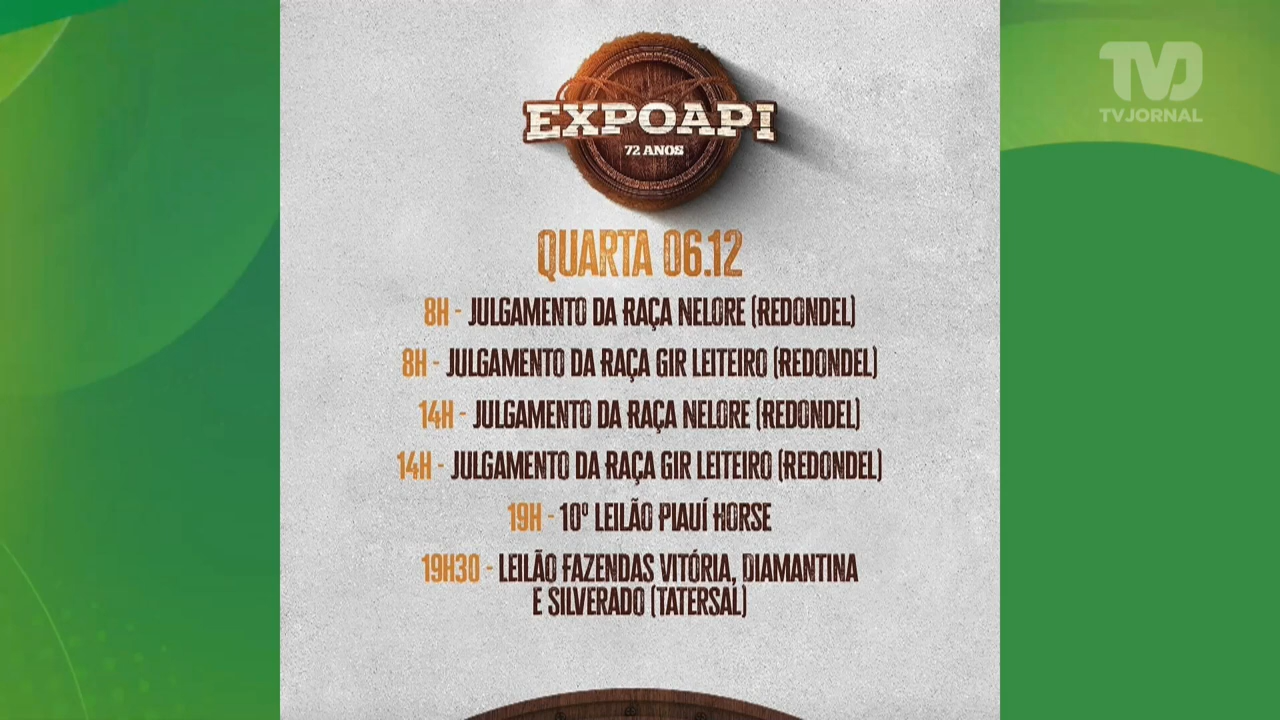 TVJ
TV JORNAL
EXPOAPI
72 ANOS
QUARTA 06.12
8H - JULGAMENTO DA RAÇA NELORE (REDONDEL)
8H - JULGAMENTO DA RAÇA GIR LEITEIRO (REDONDEL)
14H - JULGAMENTO DA RAÇA NELORE (REDONDEL)
14H - JULGAMENTO DA RAÇA GIR LEITEIRO (REDONDEL)
19H - 10º LEILÃO PIAUÍ HORSE
19H30 - LEILÃO FAZENDAS VITÓRIA, DIAMANTINA
E SILVERADO (TATERSAL)